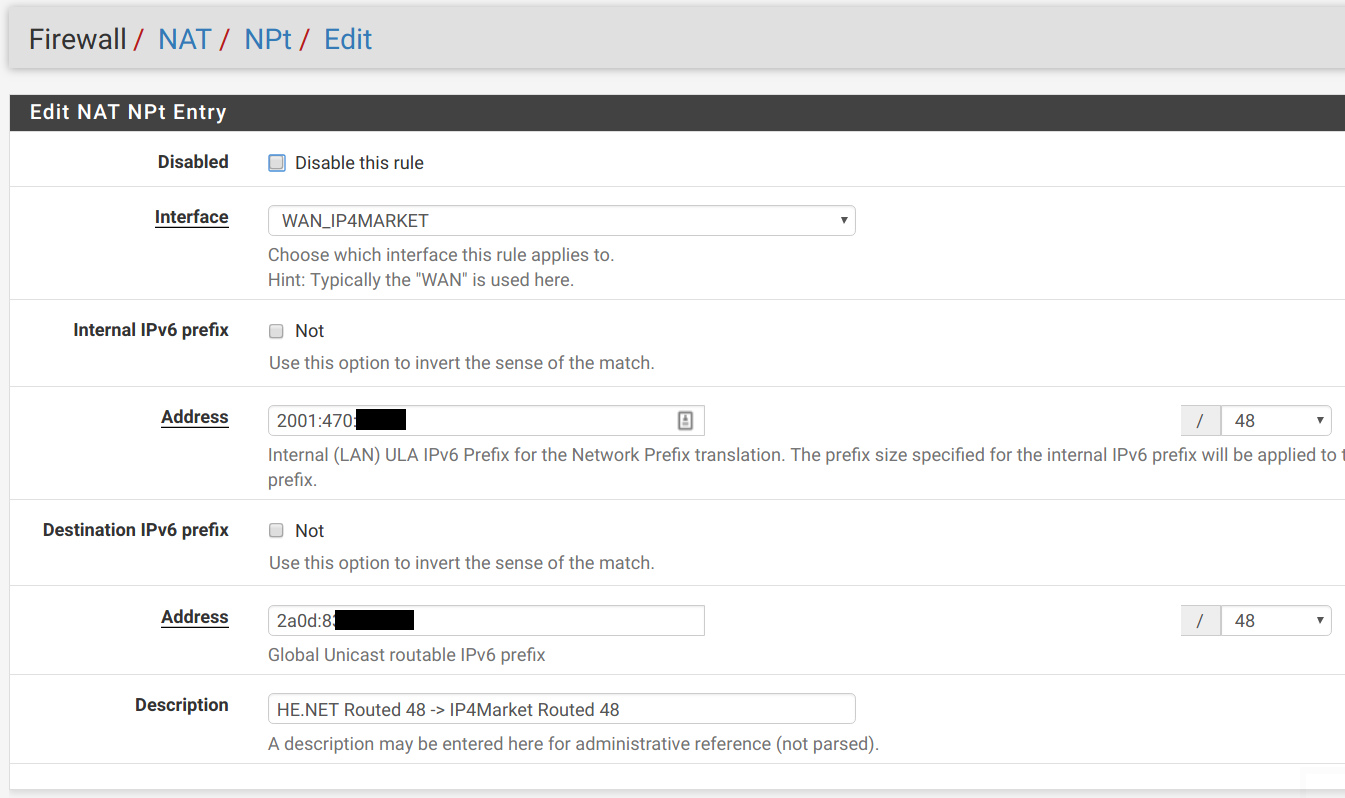 Firewall / NAT / NPt / Edit
Edit NAT NPt Entry
Disabled Disable this rule
Interface WAN_IP4MARKET
Choose which interface this rule applies to.
Hint: Typically the "WAN" is used here.
Internal IPv6 prefix Not
Use this option to invert the sense of the match.
Address 2001:470: / 48
Internal (LAN) ULA IPv6 Prefix for the Network Prefix translation. The prefix size specified for the internal IPv6 prefix will be applied to
prefix.
Destination IPv6 prefix Not
Use this option to invert the sense of the match.
Address 2a0d:8 / 48
Global Unicast routable IPv6 prefix
Description HE.NET Routed 48 -> IP4Market Routed 48
A description may be entered here for administrative reference (not parsed).